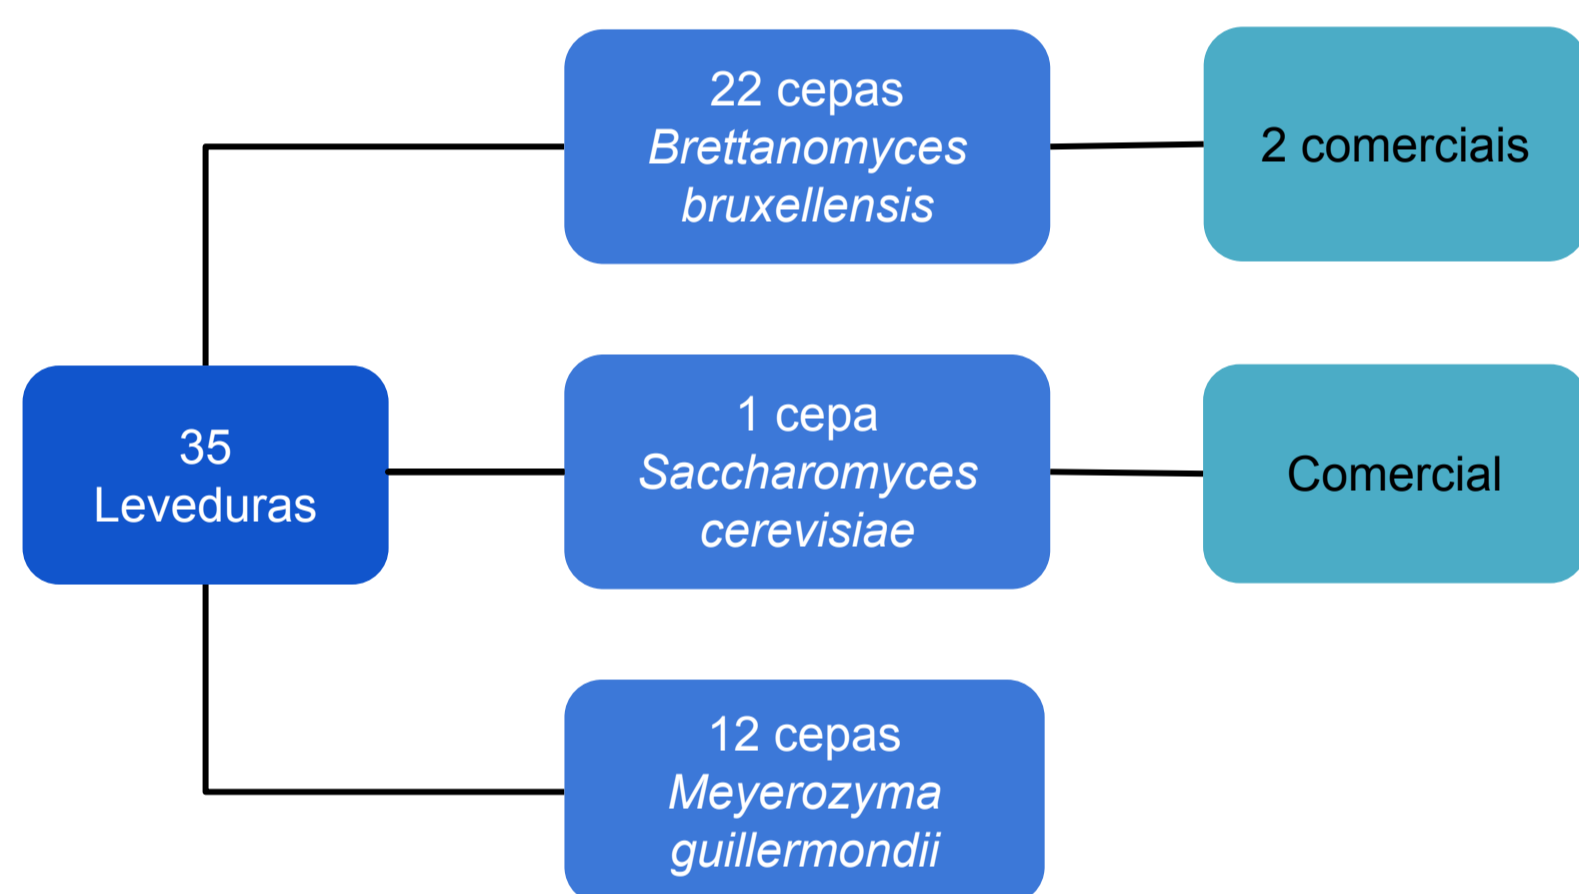 22 cepas
Brettanomyces
bruxellensis
2 comerciais
35
Leveduras
1 cepa
Saccharomyces
cerevisiae
Comercial
12 cepas
Meyerozyma
guillermondii